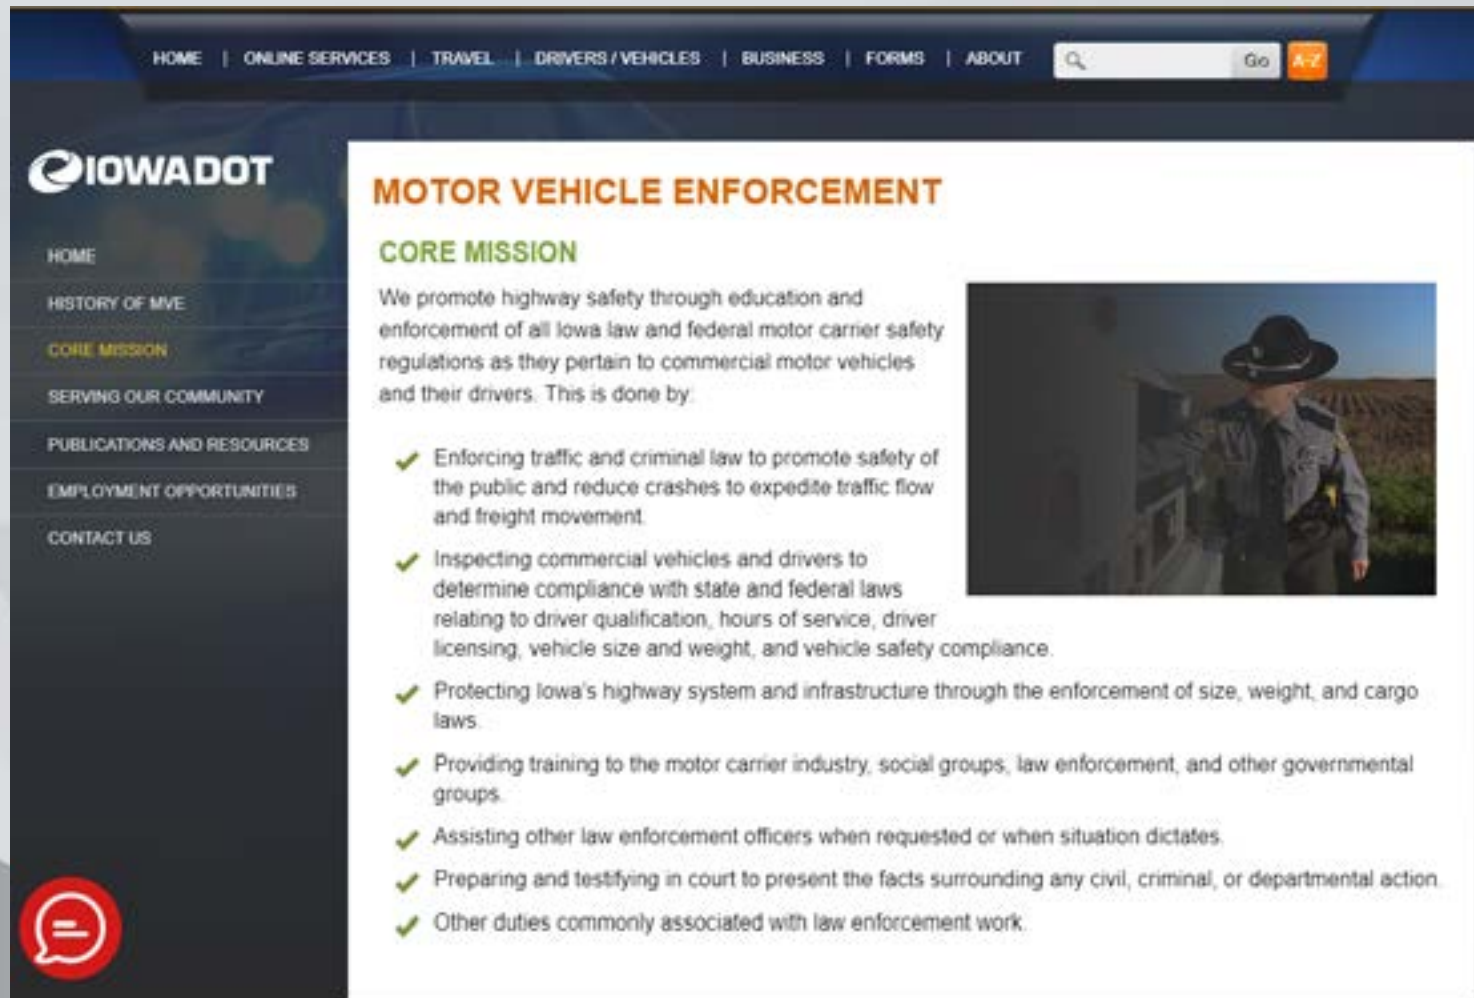 HOME | ONLINE SERVICES | TRAVEL | DRIVERS / VEHICLES | BUSINESS | FORMS | ABOUT Go A-Z
IOWADOT
HOME
HISTORY OF MVE
CORE MISSION
SERVING OUR COMMUNITY
PUBLICATIONS AND RESOURCES
EMPLOYMENT OPPORTUNITIES
CONTACT US
MOTOR VEHICLE ENFORCEMENT
CORE MISSION
We promote highway safety through education and
enforcement of all Iowa law and federal motor carrier safety
regulations as they pertain to commercial motor vehicles
and their drivers. This is done by:
Enforcing traffic and criminal law to promote safety of
the public and reduce crashes to expedite traffic flow
and freight movement.
Inspecting commercial vehicles and drivers to
determine compliance with state and federal laws
relating to driver qualification, hours of service, driver
licensing, vehicle size and weight, and vehicle safety compliance.
Protecting Iowa's highway system and infrastructure through the enforcement of size, weight, and cargo
laws.
Providing training to the motor carrier industry, social groups, law enforcement, and other governmental
groups.
Assisting other law enforcement officers when requested or when situation dictates.
Preparing and testifying in court to present the facts surrounding any civil, criminal, or departmental action.
Other duties commonly associated with law enforcement work.